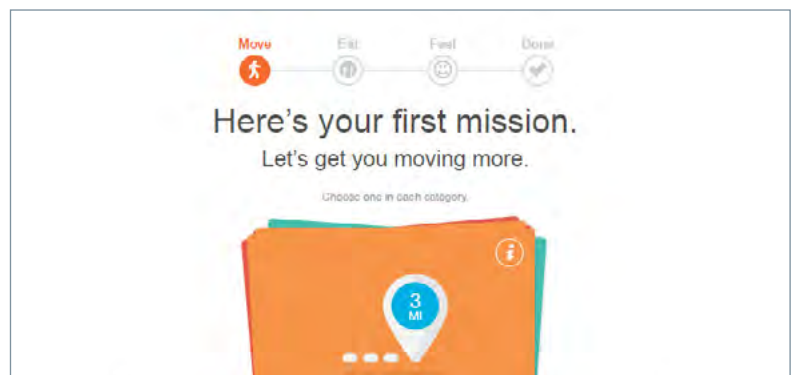 Move Eat Feel Done
Here's your first mission.
Let's get you moving more.
Choose one in each category.
i
3
MI